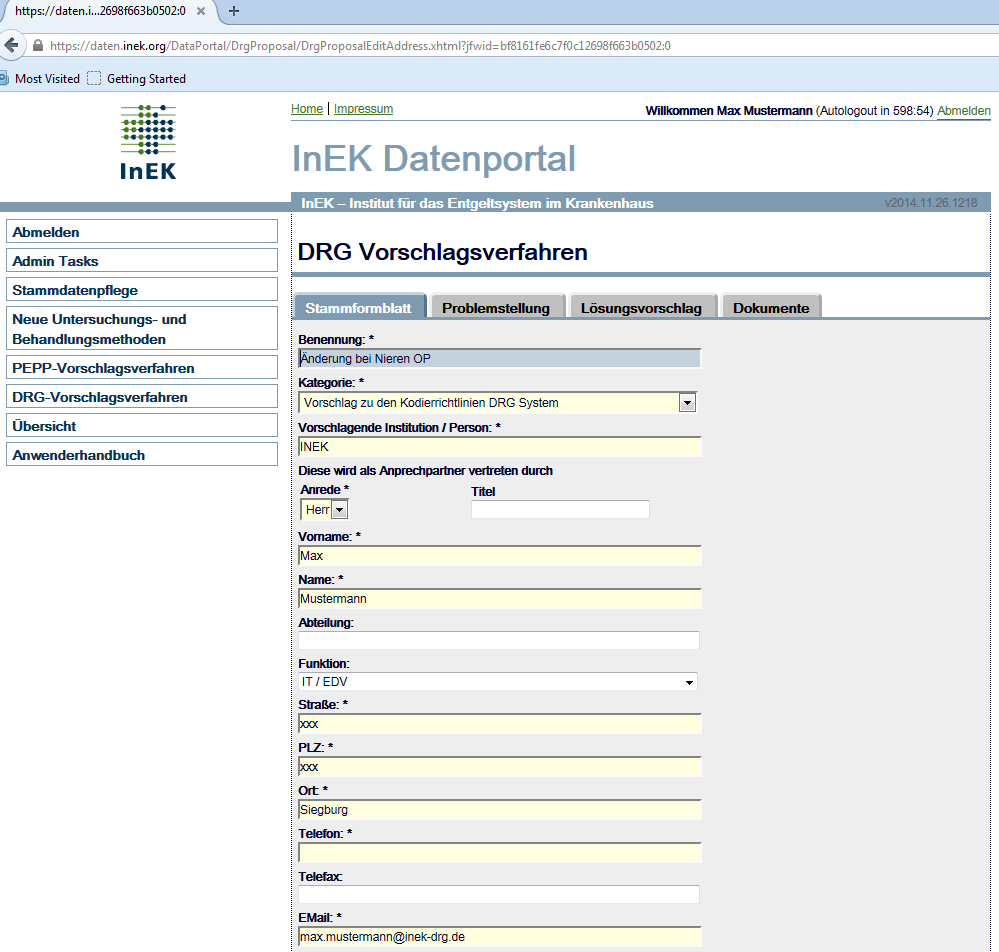 https://daten.i...2698f663b0502:0 × +
https://daten.inek.org/DataPortal/DrgProposal/DrgProposalEditAddress.xhtml?jfwid=bf8161fe6c7f0c12698f663b0502:0
Most Visited Getting Started
InEK
Home | Impressum
Willkommen Max Mustermann (Autologout in 598:54) Abmelden
InEK Datenportal
InEK – Institut für das Entgeltsystem im Krankenhaus v2014.11.26.1218
Abmelden
Admin Tasks
Stammdatenpflege
Neue Untersuchungs- und
Behandlungsmethoden
PEPP-Vorschlagsverfahren
DRG-Vorschlagsverfahren
Übersicht
Anwenderhandbuch
DRG Vorschlagsverfahren
Stammformblatt Problemstellung Lösungsvorschlag Dokumente
Benennung: *
Änderung bei Nieren OP
Kategorie: *
Vorschlag zu den Kodierrichtlinien DRG System
Vorschlagende Institution / Person: *
INEK
Diese wird als Anprechpartner vertreten durch
Anrede * Titel
Herr
Vorname: *
Max
Name: *
Mustermann
Abteilung:
Funktion:
IT / EDV
Straße: *
xxx
PLZ: *
xxx
Ort: *
Siegburg
Telefon: *
Telefax:
EMail: *
max.mustermann@inek-drg.de